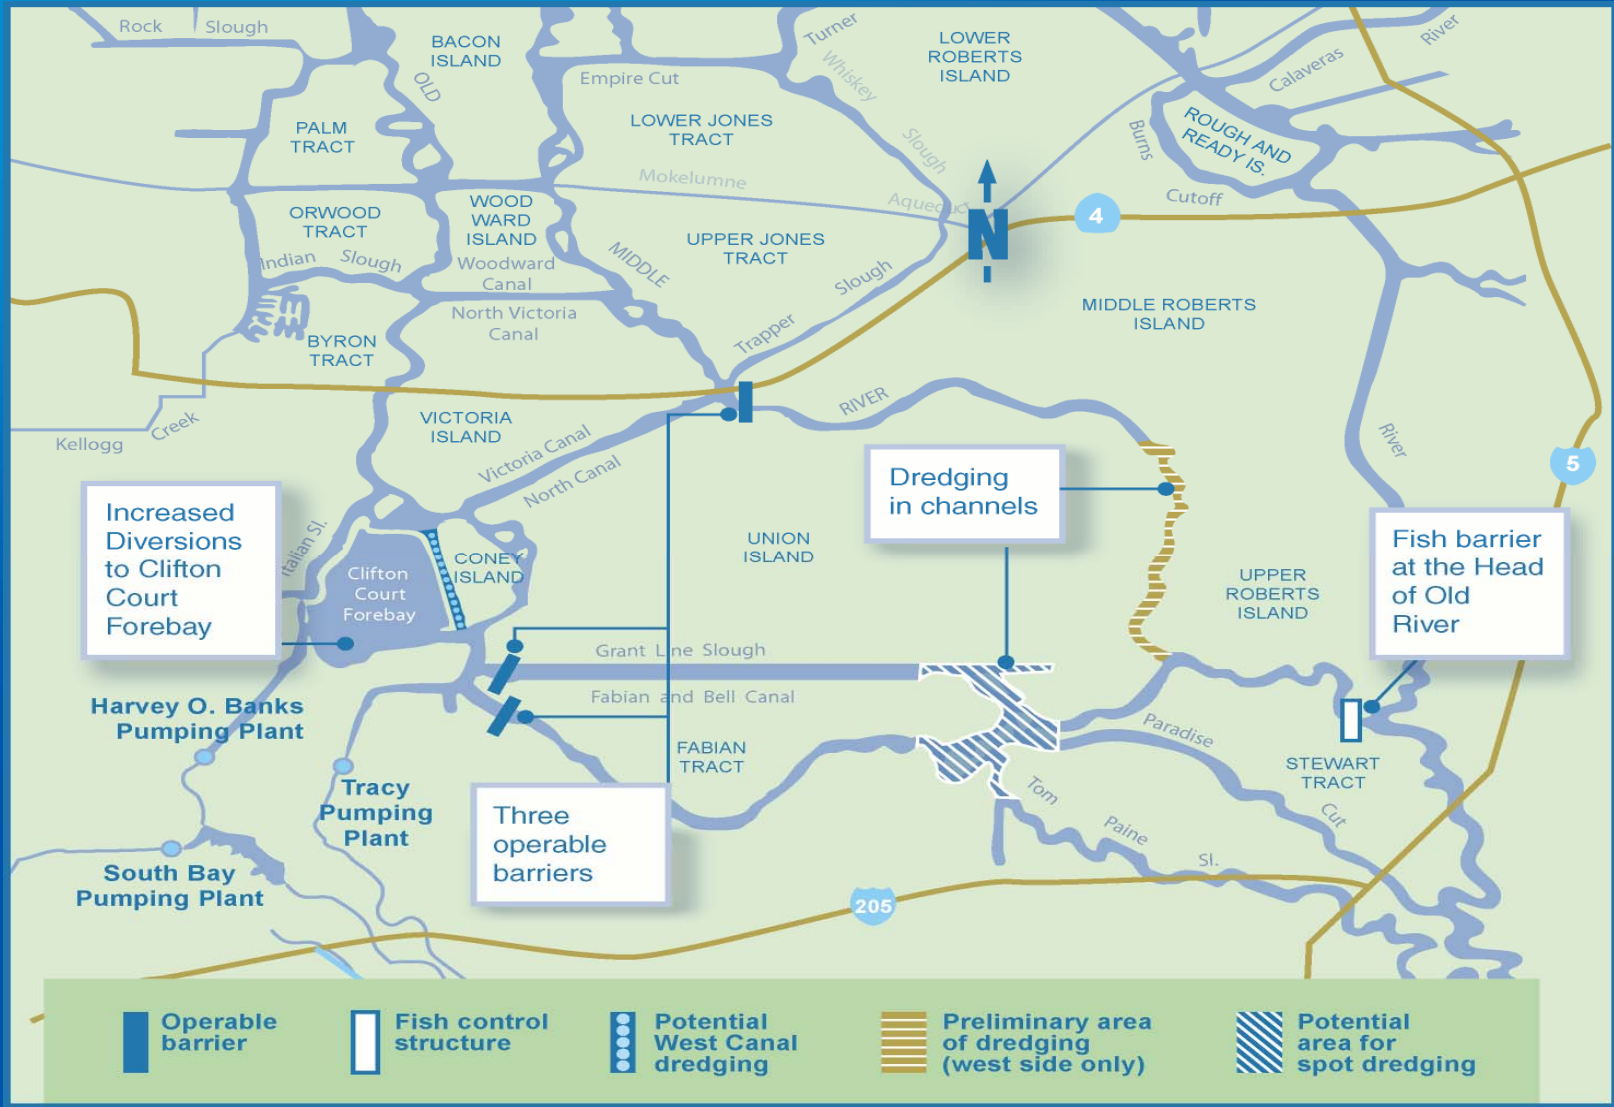 Rock Slough
BACON
ISLAND
OLD
Empire Cut
Turner
Whiskey
Slough
LOWER
ROBERTS
ISLAND
Calaveras
River
PALM
TRACT
LOWER JONES
TRACT
Burns
ROUGH AND
READY IS.
Cutoff
Mokelumne
Aqueduct
N
4
ORWOOD
TRACT
WOOD
WARD
ISLAND
Indian Slough
Woodward
Canal
MIDDLE
UPPER JONES
TRACT
Slough
Trapper
North Victoria
Canal
MIDDLE ROBERTS
ISLAND
BYRON
TRACT
RIVER
Kellogg Creek
VICTORIA
ISLAND
Victoria Canal
North Canal
River
5
Increased
Diversions
to Clifton
Court
Forebay
Italian Sl.
Clifton
Court
Forebay
CONEY
ISLAND
UNION
ISLAND
Dredging
in channels
UPPER
ROBERTS
ISLAND
Fish barrier
at the Head
of Old
River
Grant Line Slough
Fabian and Bell Canal
Harvey O. Banks
Pumping Plant
FABIAN
TRACT
Paradise
Cut
STEWART
TRACT
Tracy
Pumping
Plant
Three
operable
barriers
Tom
Paine
Sl.
South Bay
Pumping Plant
205
Operable
barrier
Fish control
structure
Potential
West Canal
dredging
Preliminary area
of dredging
(west side only)
Potential
area for
spot dredging